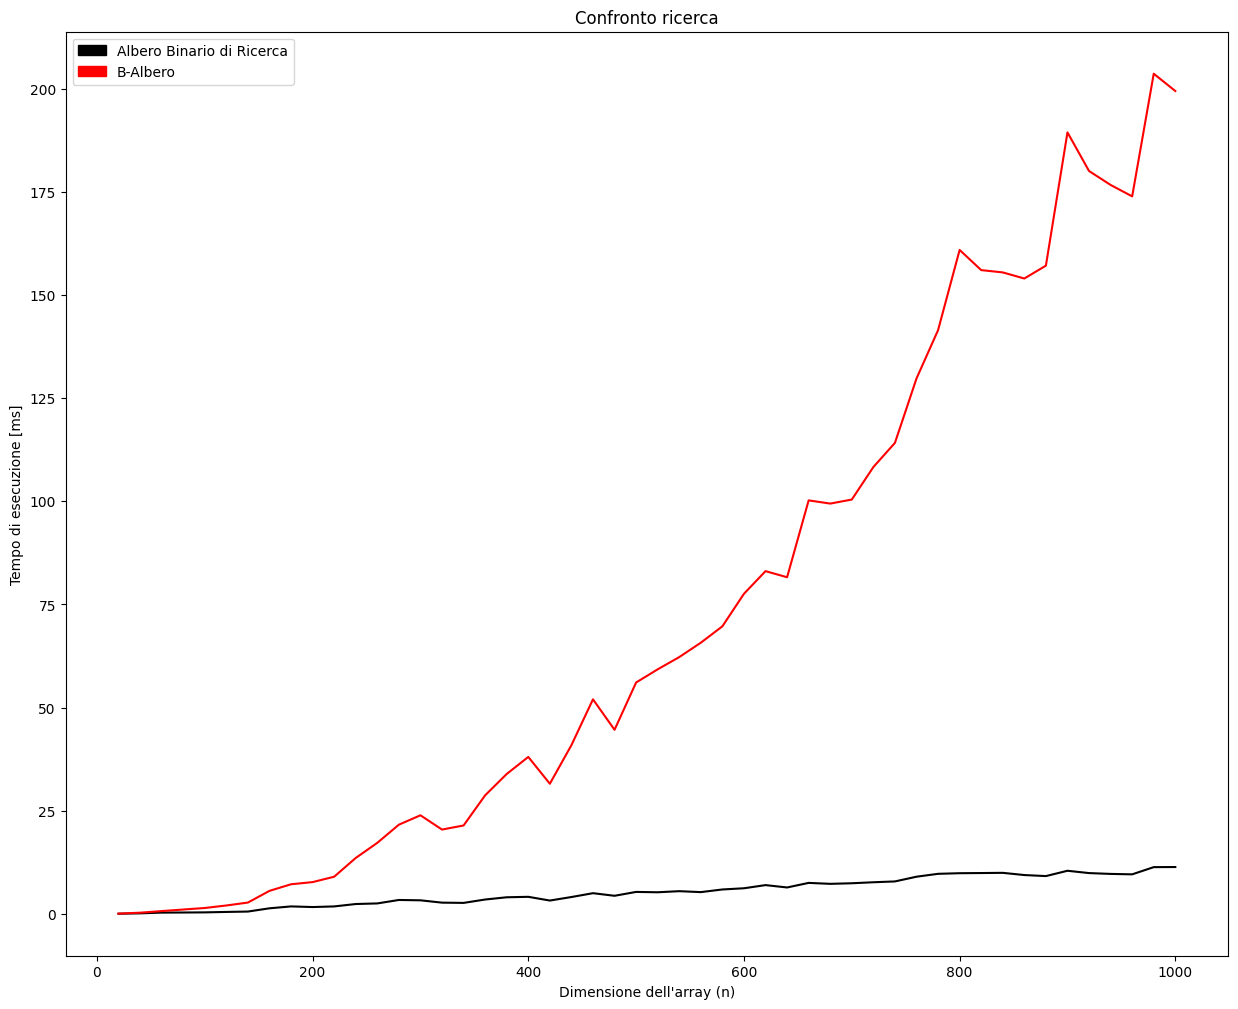 Confronto ricerca
Albero Binario di Ricerca
B-Albero
Tempo di esecuzione [ms]
200
175
150
125
100
75
50
25
0
0 200 400 600 800 1000
Dimensione dell'array (n)